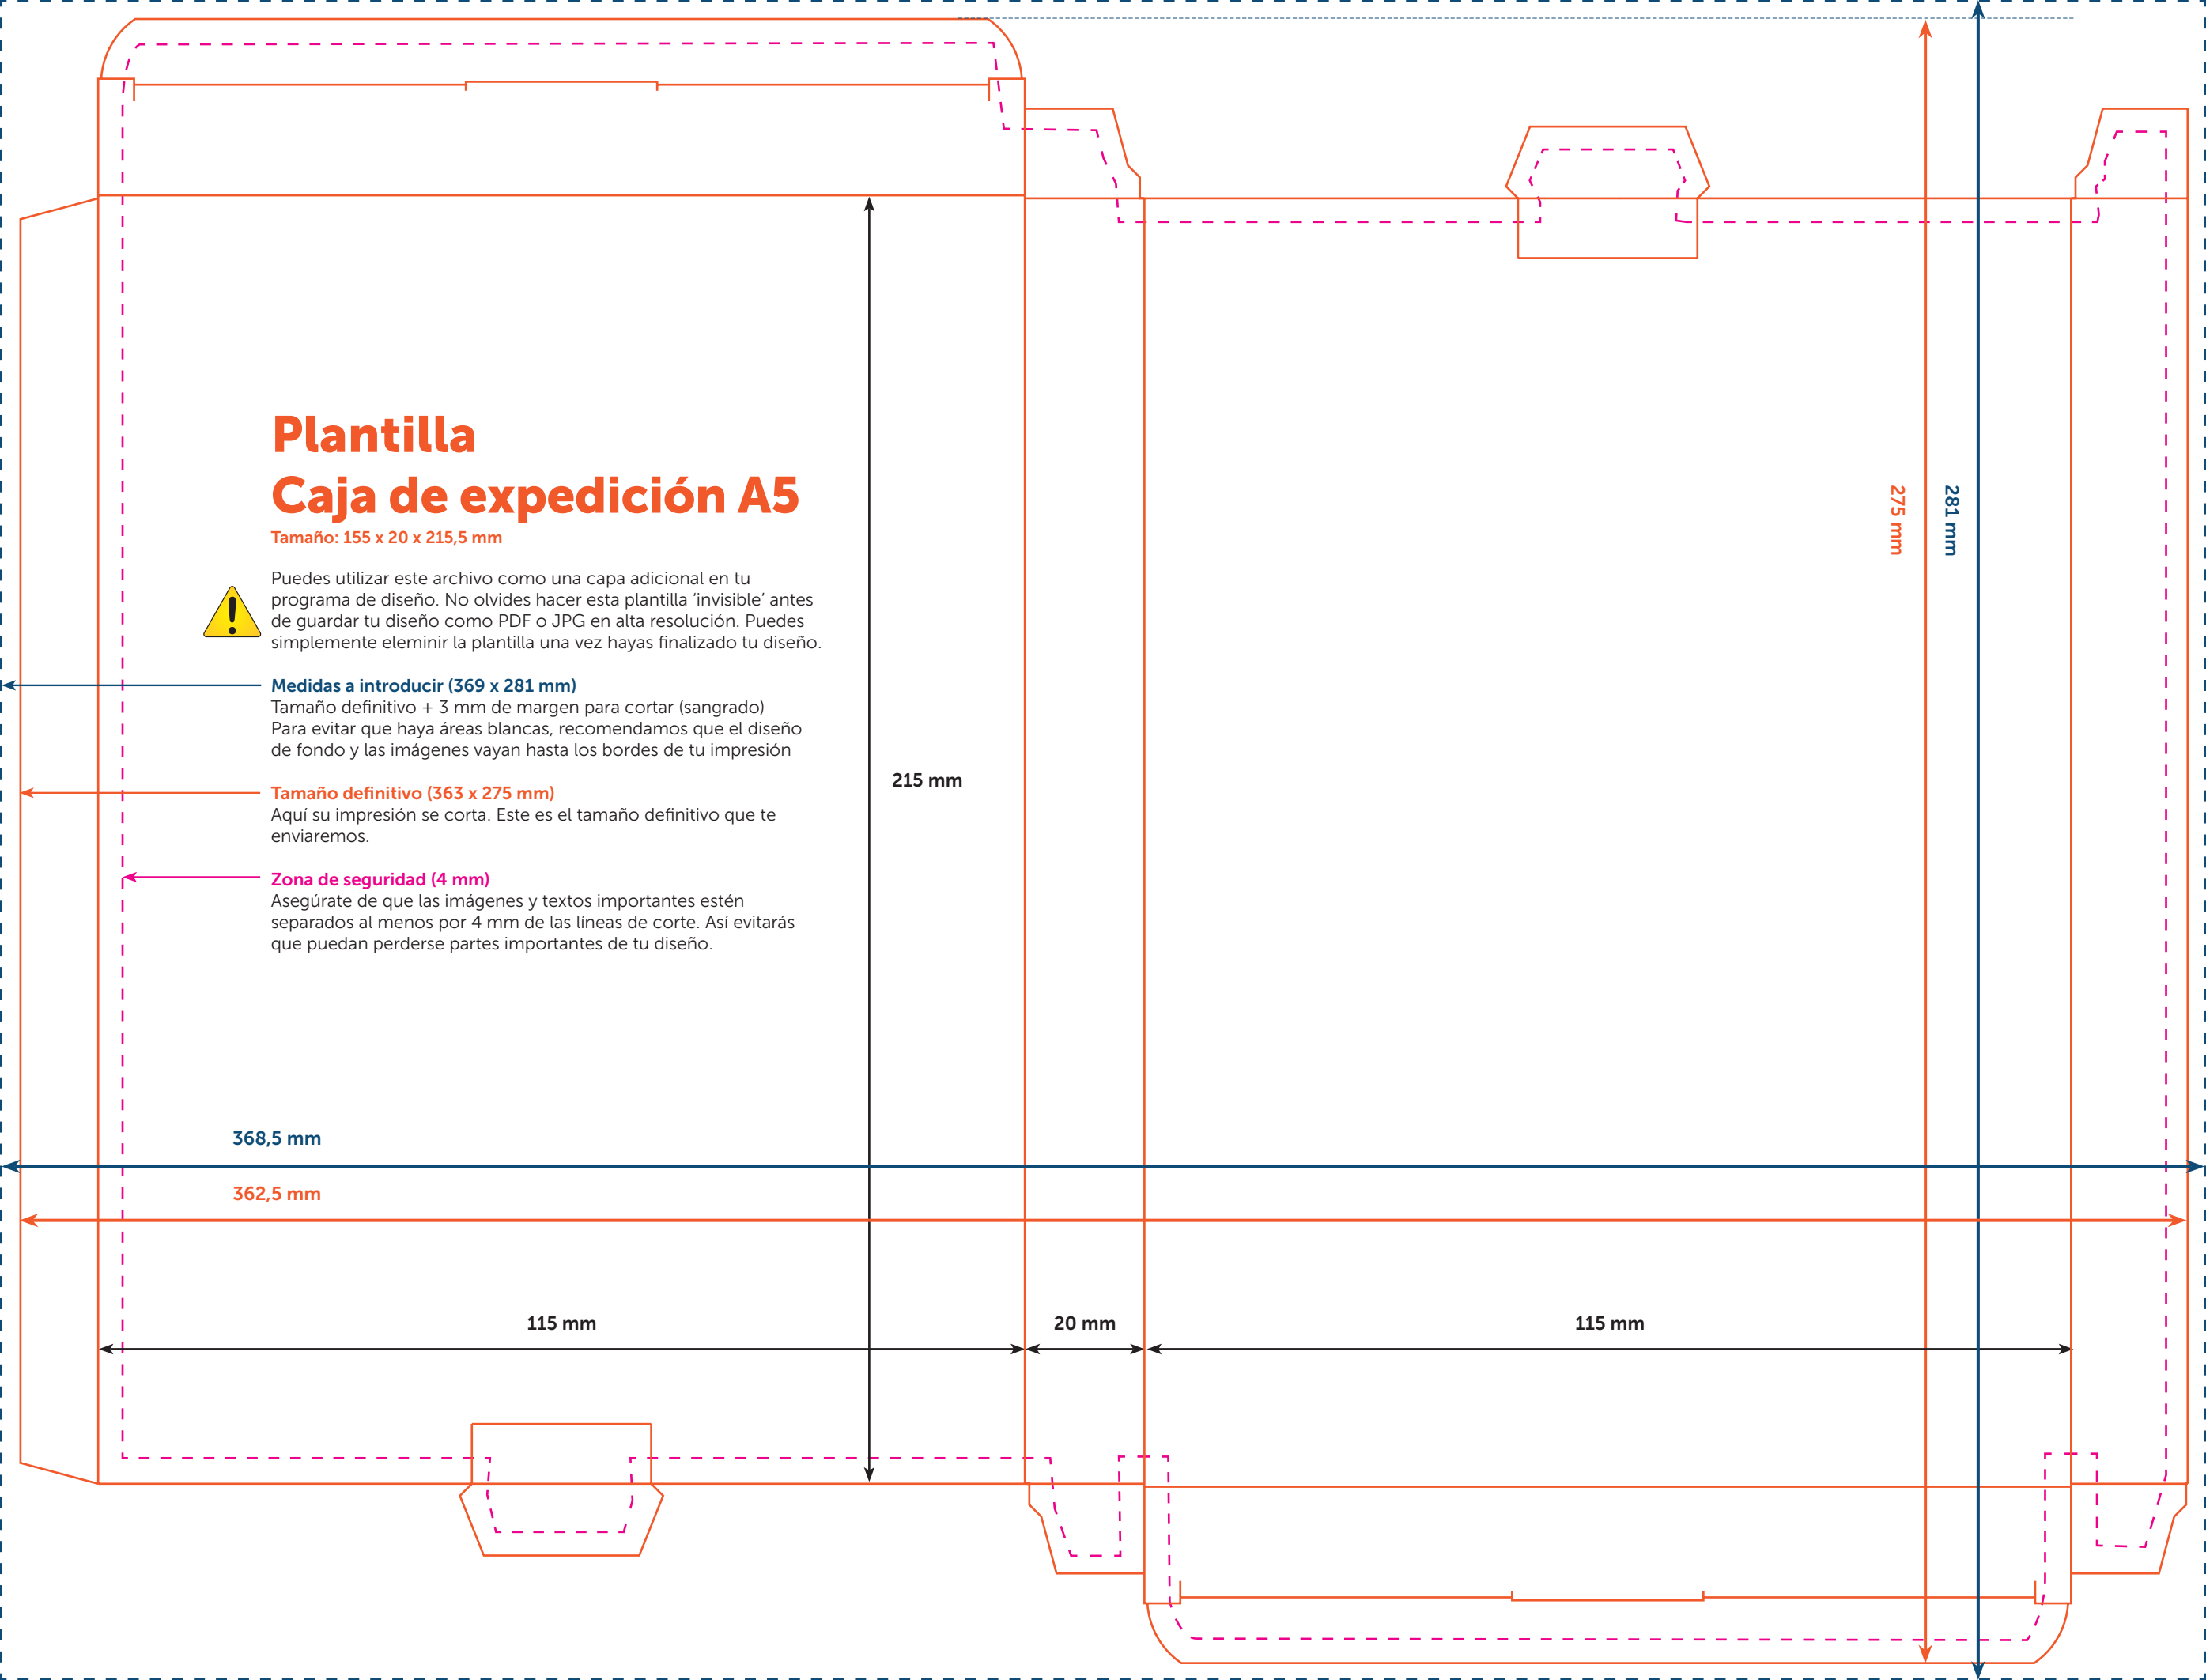 Plantilla
Caja de expedición A5
Tamaño: 155 x 20 x 215,5 mm
Puedes utilizar este archivo como una capa adicional en tu
programa de diseño. No olvides hacer esta plantilla ‘invisible’ antes
de guardar tu diseño como PDF o JPG en alta resolución. Puedes
simplemente eleminir la plantilla una vez hayas finalizado tu diseño.
Medidas a introducir (369 x 281 mm)
Tamaño definitivo + 3 mm de margen para cortar (sangrado)
Para evitar que haya áreas blancas, recomendamos que el diseño
de fondo y las imágenes vayan hasta los bordes de tu impresión
Tamaño definitivo (363 x 275 mm)
Aquí su impresión se corta. Este es el tamaño definitivo que te
enviaremos.
Zona de seguridad (4 mm)
Asegúrate de que las imágenes y textos importantes estén
separados al menos por 4 mm de las líneas de corte. Así evitarás
que puedan perderse partes importantes de tu diseño.
215 mm
275 mm
281 mm
368,5 mm
362,5 mm
115 mm
20 mm
115 mm